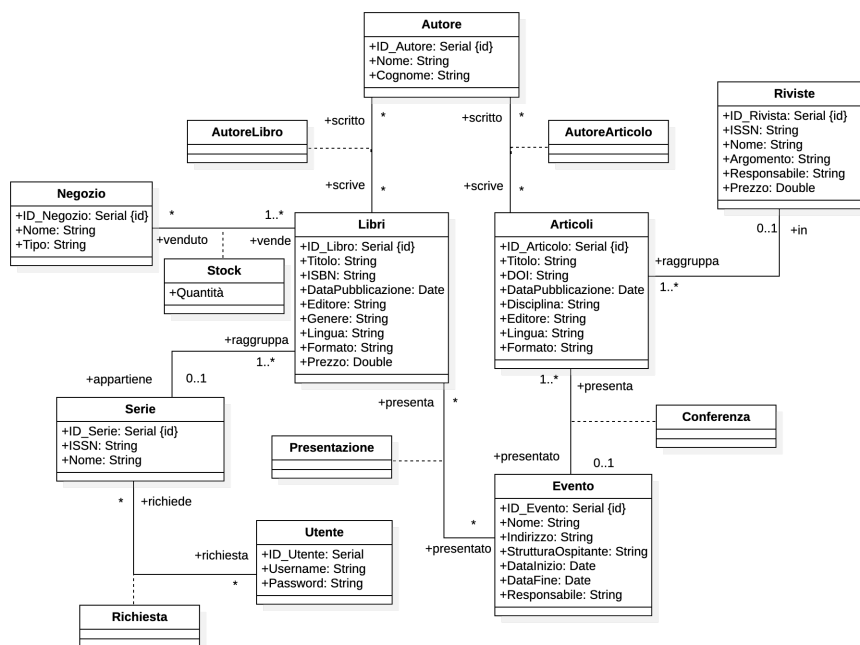 Autore
+ID_Autore: Serial {id}
+Nome: String
+Cognome: String
Riviste
+ID_Rivista: Serial {id}
+ISSN: String
+Nome: String
+Argomento: String
+Responsabile: String
+Prezzo: Double
+scritto
*
+scritto
*
AutoreLibro
AutoreArticolo
+scrive
*
+scrive
*
Negozio
+ID_Negozio: Serial {id}
+Nome: String
+Tipo: String
*
1..*
+venduto
+vende
Stock
+Quantità
Libri
+ID_Libro: Serial {id}
+Titolo: String
+ISBN: String
+DataPubblicazione: Date
+Editore: String
+Genere: String
+Lingua: String
+Formato: String
+Prezzo: Double
Articoli
+ID_Articolo: Serial {id}
+Titolo: String
+DOI: String
+DataPubblicazione: Date
+Disciplina: String
+Editore: String
+Lingua: String
+Formato: String
0..1
+in
+raggruppa
1..*
+raggruppa
1..*
+appartiene
0..1
Serie
+ID_Serie: Serial {id}
+ISSN: String
+Nome: String
+presenta
*
1..*
+presenta
Presentazione
Conferenza
+presentato
0..1
*
+presentato
Evento
+ID_Evento: Serial {id}
+Nome: String
+Indirizzo: String
+StrutturaOspitante: String
+DataInizio: Date
+DataFine: Date
+Responsabile: String
*
+richiede
+richiesta
*
Utente
+ID_Utente: Serial
+Username: String
+Password: String
Richiesta